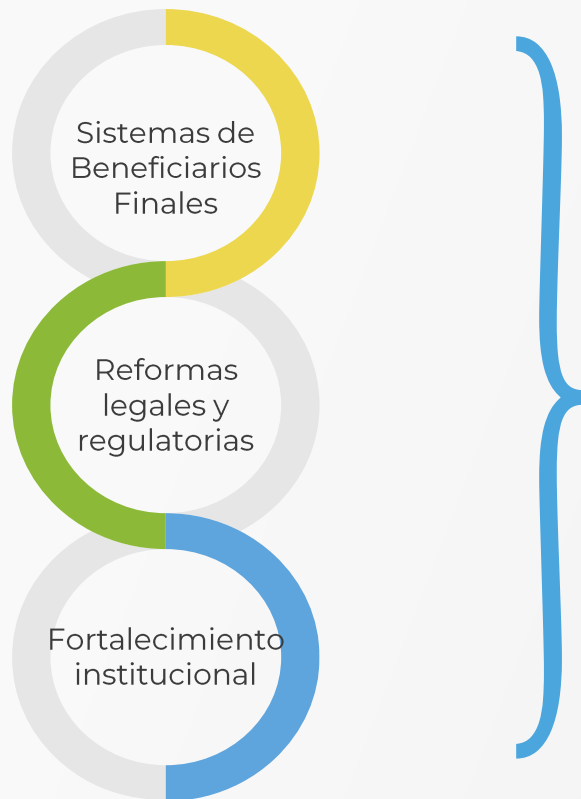 Sistemas de
Beneficiarios
Finales
Reformas
legales y
regulatorias
Fortalecimiento
institucional